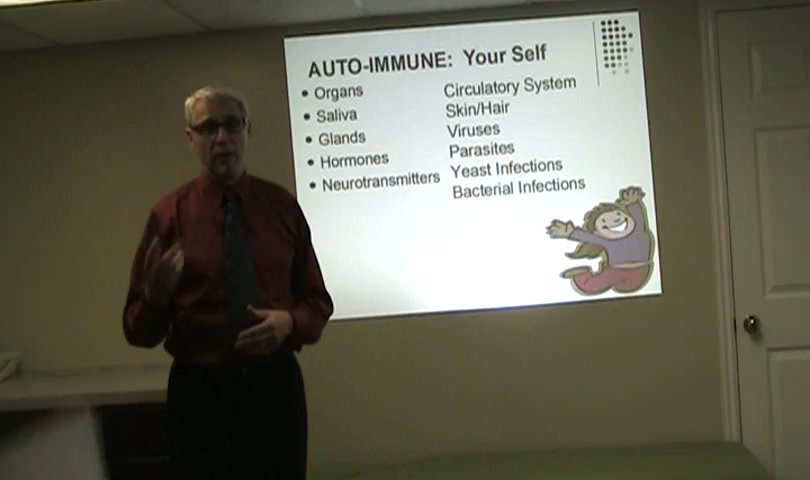 AUTO-IMMUNE: Your Self
• Organs
• Saliva
• Glands
• Hormones
• Neurotransmitters
Circulatory System
Skin/Hair
Viruses
Parasites
Yeast Infections
Bacterial Infections